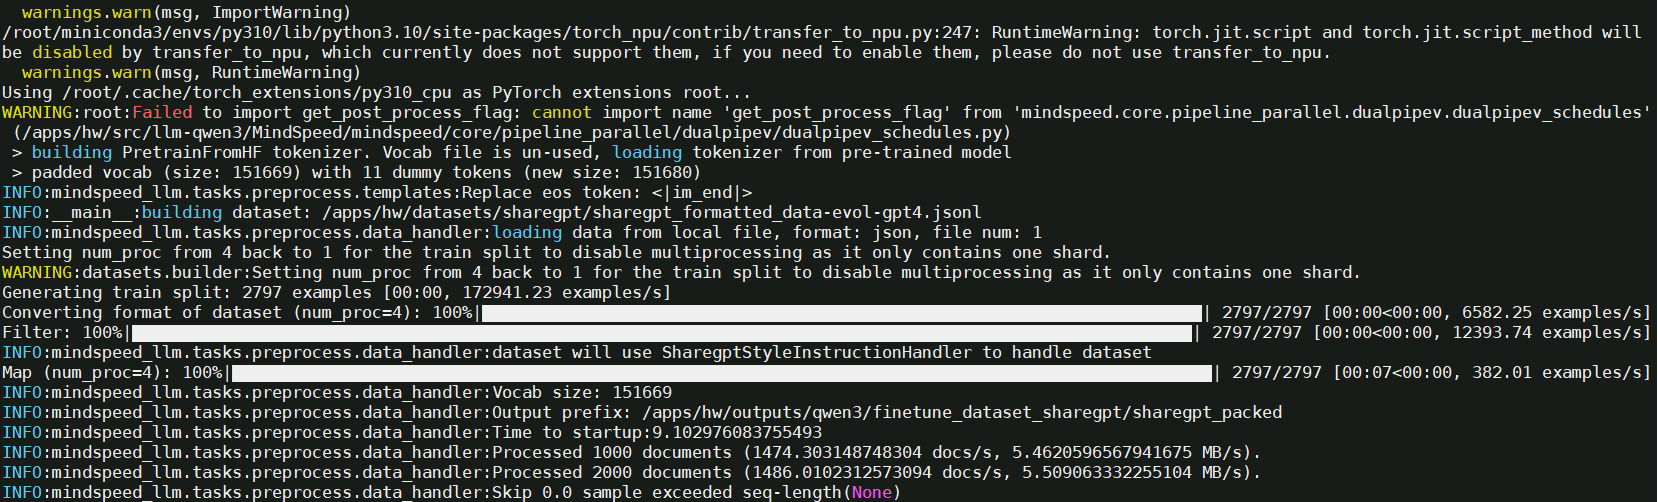 warnings.warn(msg, ImportWarning)
/root/miniconda3/envs/py310/lib/python3.10/site-packages/torch_npu/contrib/transfer_to_npu.py:247: RuntimeWarning: torch.jit.script and torch.jit.script_method will
be disabled by transfer_to_npu, which currently does not support them, if you need to enable them, please do not use transfer_to_npu.
warnings.warn(msg, RuntimeWarning)
Using /root/.cache/torch_extensions/py310_cpu as PyTorch extensions root...
WARNING:root:Failed to import get_post_process_flag: cannot import name 'get_post_process_flag' from 'mindspeed.core.pipeline_parallel.dualpipev.dualpipev_schedules'
(/apps/hw/src/llm-qwen3/MindSpeed/mindspeed/core/pipeline_parallel/dualpipev/dualpipev_schedules.py)
> building PretrainFromHF tokenizer. Vocab file is un-used, loading tokenizer from pre-trained model
> padded vocab (size: 151669) with 11 dummy tokens (new size: 151680)
INFO:mindspeed_llm.tasks.preprocess.templates:Replace eos token: <|im_end|>
INFO:__main__:building dataset: /apps/hw/datasets/sharegpt/sharegpt_formatted_data-evol-gpt4.jsonl
INFO:mindspeed_llm.tasks.preprocess.data_handler:loading data from local file, format: json, file num: 1
Setting num_proc from 4 back to 1 for the train split to disable multiprocessing as it only contains one shard.
WARNING:datasets.builder:Setting num_proc from 4 back to 1 for the train split to disable multiprocessing as it only contains one shard.
Generating train split: 2797 examples [00:00, 172941.23 examples/s]
Converting format of dataset (num_proc=4): 100%| | 2797/2797 [00:00<00:00, 6582.25 examples/s]
Filter: 100%| | 2797/2797 [00:00<00:00, 12393.74 examples/s]
INFO:mindspeed_llm.tasks.preprocess.data_handler:dataset will use SharegptStyleInstructionHandler to handle dataset
Map (num_proc=4): 100%| | 2797/2797 [00:07<00:00, 382.01 examples/s]
INFO:mindspeed_llm.tasks.preprocess.data_handler:Vocab size: 151669
INFO:mindspeed_llm.tasks.preprocess.data_handler:Output prefix: /apps/hw/outputs/qwen3/finetune_dataset_sharegpt/sharegpt_packed
INFO:mindspeed_llm.tasks.preprocess.data_handler:Time to startup:9.102976083755493
INFO:mindspeed_llm.tasks.preprocess.data_handler:Processed 1000 documents (1474.303148748304 docs/s, 5.4620596567941675 MB/s).
INFO:mindspeed_llm.tasks.preprocess.data_handler:Processed 2000 documents (1486.0102312573094 docs/s, 5.509063332255104 MB/s).
INFO:mindspeed_llm.tasks.preprocess.data_handler:Skip 0.0 sample exceeded seq-length(None)